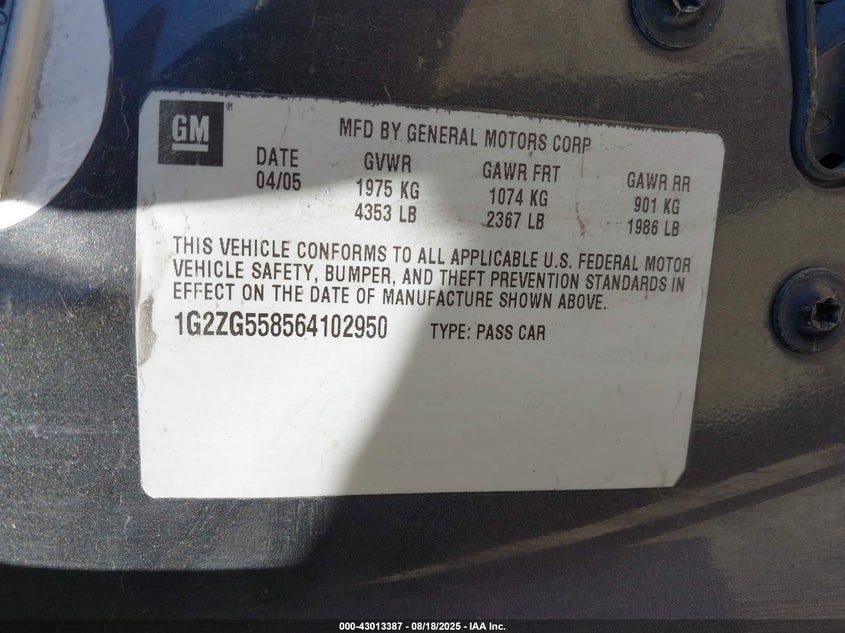 GM ®
MFD BY GENERAL MOTORS CORP
DATE GVWR GAWR FRT GAWR RR
04/05 1975 KG 1074 KG 901 KG
4353 LB 2367 LB 1986 LB
THIS VEHICLE CONFORMS TO ALL APPLICABLE U.S. FEDERAL MOTOR
VEHICLE SAFETY, BUMPER, AND THEFT PREVENTION STANDARDS IN
EFFECT ON THE DATE OF MANUFACTURE SHOWN ABOVE.
1G2ZG558564102950 TYPE: PASS CAR
000-43013387 - 08/18/2025 - IAA Inc.